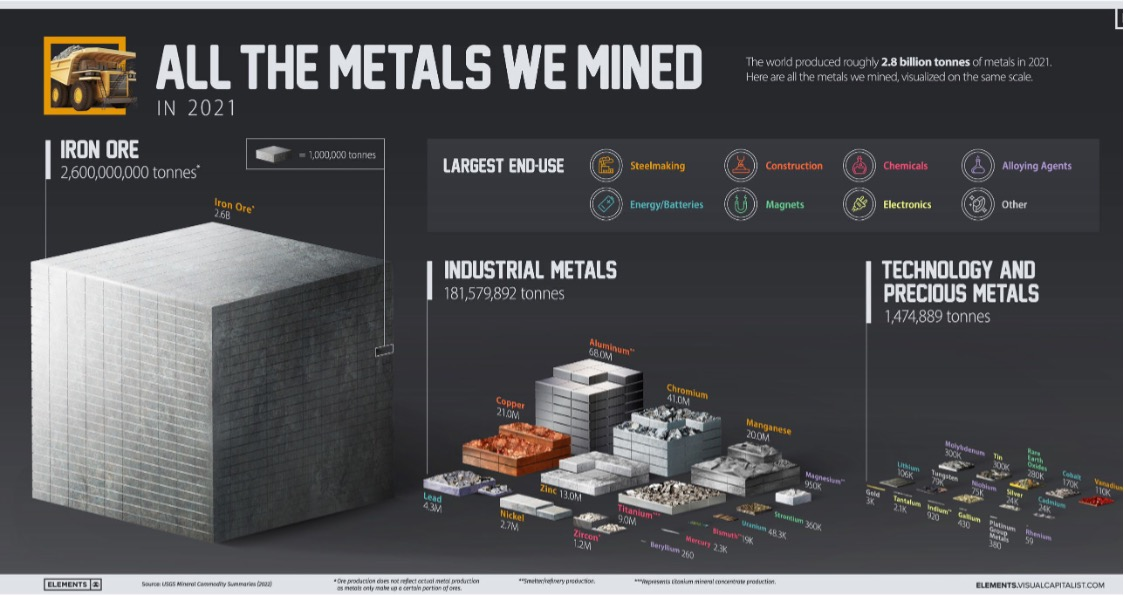 ALL THE METALS WE MINED
IN 2021
The world produced roughly 2.8 billion tonnes of metals in 2021.
Here are all the metals we mined, visualized on the same scale.
IRON ORE
2,600,000,000 tonnes*
= 1,000,000 tonnes
Iron Ore*
2.6B
LARGEST END-USE
Steelmaking
Construction
Chemicals
Alloying Agents
Energy/Batteries
Magnets
Electronics
Other
INDUSTRIAL METALS
181,579,892 tonnes
Aluminum**
68.0M
Chromium
41.0M
Copper
21.0M
Manganese
20.0M
Magnesium**
950K
Lead
4.3M
Zinc 13.0M
Nickel
2.7M
Titanium***
9.0M
Zircon*
1.2M
Strontium 360K
Uranium 48.3K
Bismuth** 19K
Mercury 2.3K
Beryllium 260
TECHNOLOGY AND
PRECIOUS METALS
1,474,889 tonnes
Molybdenum
300K
Tin
300K
Rare
Earth
Oxides
280K
Cobalt
170K
Vanadium
110K
Lithium
106K
Tungsten
79K
Niobium
75K
Silver
24K
Cadmium
24K
Gold
3K
Tantalum
2.1K
Indium**
920
Gallium
430
Platinum
Group
Metals
380
Rhenium
59
ELEMENTS
Source: USGS Mineral Commodity Summaries (2022)
*Ore production does not reflect actual metal production
as metals only make up a certain portion of ores.
**Smelter/refinery production.
***Represents titanium mineral concentrate production.
ELEMENTS.VISUALCAPITALIST.COM